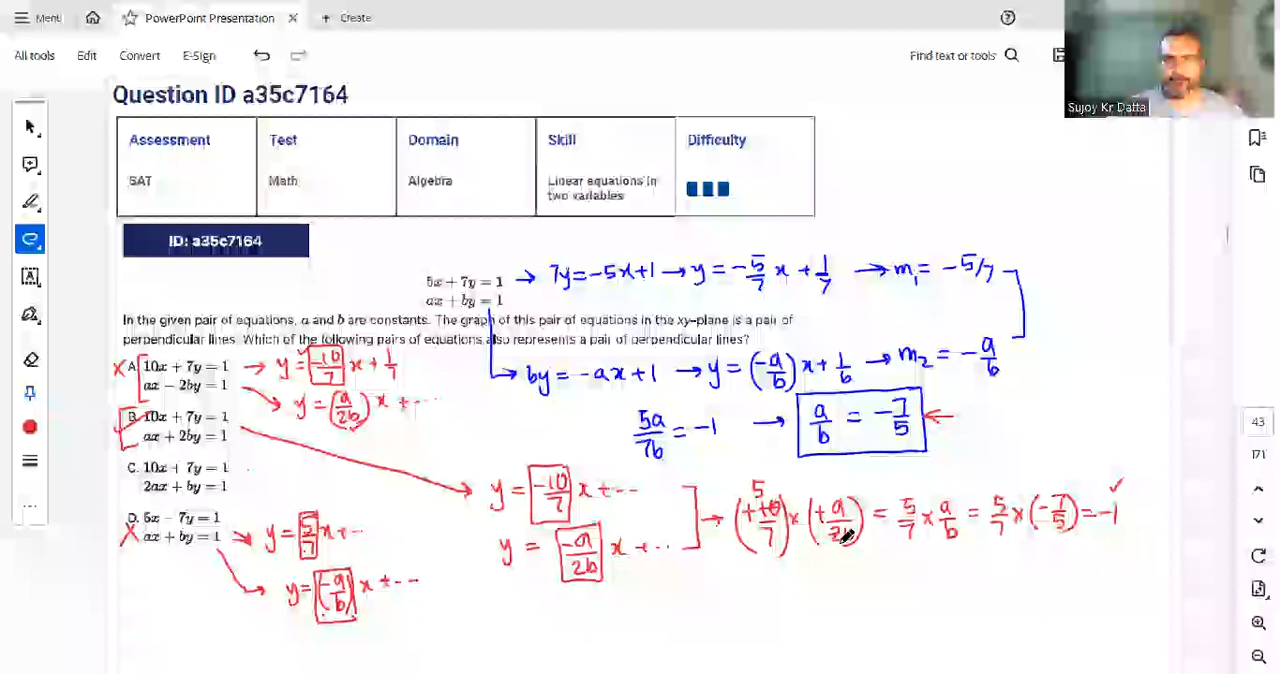 Menu
PowerPoint Presentation
Create
All tools
Edit
Convert
E-Sign
Find text or tools
Sujoy Kr Datta
Question ID a35c7164
Assessment Test Domain Skill Difficulty
SAT Math Algebra Linear equations in two variables
ID: a35c7164
5x + 7y = 1 → 7y = -5x+1 → y = -5/7 x + 1/7 → m₁ = -5/7
ax + by = 1
In the given pair of equations, a and b are constants. The graph of this pair of equations in the xy-plane is a pair of
perpendicular lines. Which of the following pairs of equations also represents a pair of perpendicular lines?
→ by = -ax+1 → y = (-a/b)x + 1/b → m₂ = -a/b
5a/7b = -1 → a/b = -7/5 ←
X A. 10x + 7y = 1 → y = -10/7 x + 1/7
ax − 2by = 1 → y = (a/2b) x + ...
B. 10x + 7y = 1
ax + 2by = 1
→ y = -10/7 x + ...
y = -a/2b x + ...
→ (++10/7) × (+a/2b) = 5/7 × a/b = 5/7 × (-7/5) = -1 ✓
5
C. 10x + 7y = 1
2ax + by = 1
X D. 5x − 7y = 1 → y = 5/7 x + ...
ax + by = 1 → y = (-a/b) x + ...
43
171